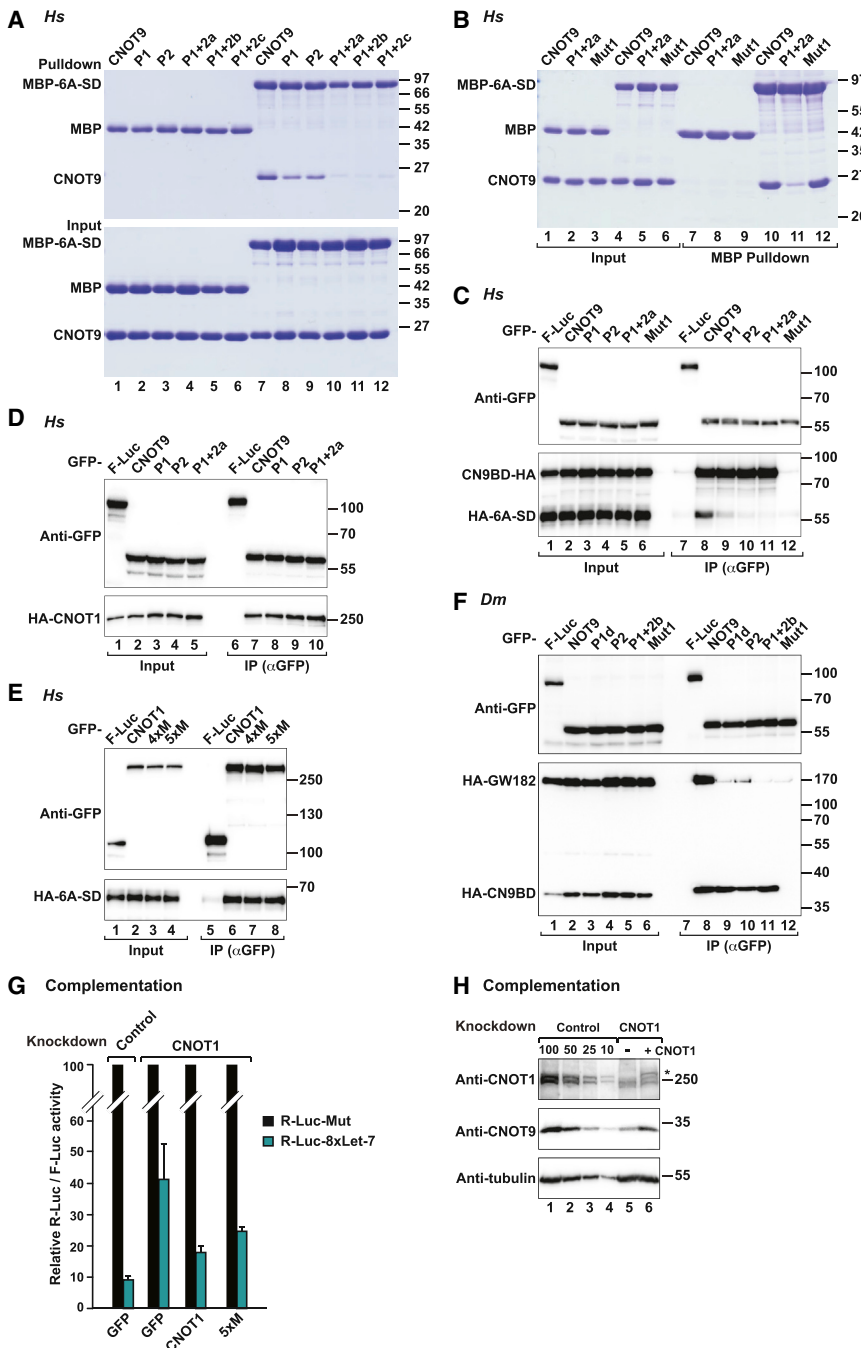 A Hs
CNOT9 P1 P2 P1+2a P1+2b P1+2c CNOT9 P1 P2 P1+2a P1+2b P1+2c
Pulldown
MBP-6A-SD
MBP
CNOT9
97
66
55
42
35
27
20
Input
MBP-6A-SD
MBP
CNOT9
97
66
55
42
35
27
1 2 3 4 5 6 7 8 9 10 11 12
B Hs
CNOT9 P1+2a Mut1 CNOT9 P1+2a Mut1 CNOT9 P1+2a Mut1 CNOT9 P1+2a Mut1
MBP-6A-SD
MBP
CNOT9
97
55
42
35
27
20
1 2 3 4 5 6 7 8 9 10 11 12
Input MBP Pulldown
C Hs
GFP- F-Luc CNOT9 P1 P2 P1+2a Mut1 F-Luc CNOT9 P1 P2 P1+2a Mut1
Anti-GFP
100
70
55
CN9BD-HA
HA-6A-SD
100
70
55
1 2 3 4 5 6 7 8 9 10 11 12
Input IP (αGFP)
D Hs
GFP- F-Luc CNOT9 P1 P2 P1+2a F-Luc CNOT9 P1 P2 P1+2a
Anti-GFP
100
70
55
HA-CNOT1
250
1 2 3 4 5 6 7 8 9 10
Input IP (αGFP)
E Hs
GFP- F-Luc CNOT1 4xM 5xM F-Luc CNOT1 4xM 5xM
Anti-GFP
250
130
100
HA-6A-SD
70
1 2 3 4 5 6 7 8
Input IP (αGFP)
F Dm
GFP- F-Luc NOT9 P1d P2 P1+2b Mut1 F-Luc NOT9 P1d P2 P1+2b Mut1
Anti-GFP
100
70
55
HA-GW182
HA-CN9BD
170
100
70
55
40
35
1 2 3 4 5 6 7 8 9 10 11 12
Input IP (αGFP)
G Complementation
Knockdown Control CNOT1
Relative R-Luc / F-Luc activity
100
60
50
40
30
20
10
0
R-Luc-Mut
R-Luc-8xLet-7
GFP GFP CNOT1 5xM
H Complementation
Knockdown Control CNOT1
100 50 25 10 - + CNOT1
Anti-CNOT1
*
250
Anti-CNOT9
35
Anti-tubulin
55
1 2 3 4 5 6